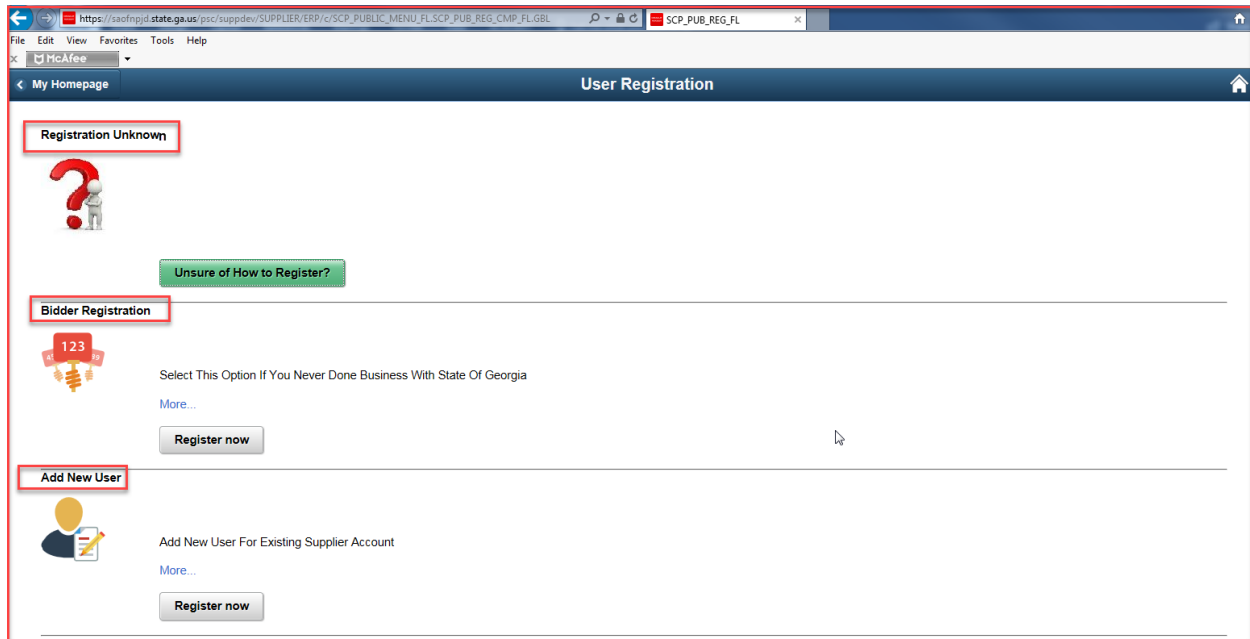 https://saofnpjd.state.ga.us/psc/suppdev/SUPPLIER/ERP/c/SCP_PUBLIC_MENU_FL.SCP_PUB_REG_CMP_FL.GBL SCP_PUB_REG_FL
File Edit View Favorites Tools Help
x McAfee
My Homepage User Registration
Registration Unknown
Unsure of How to Register?
Bidder Registration
123
Select This Option If You Never Done Business With State Of Georgia
More...
Register now
Add New User
Add New User For Existing Supplier Account
More...
Register now